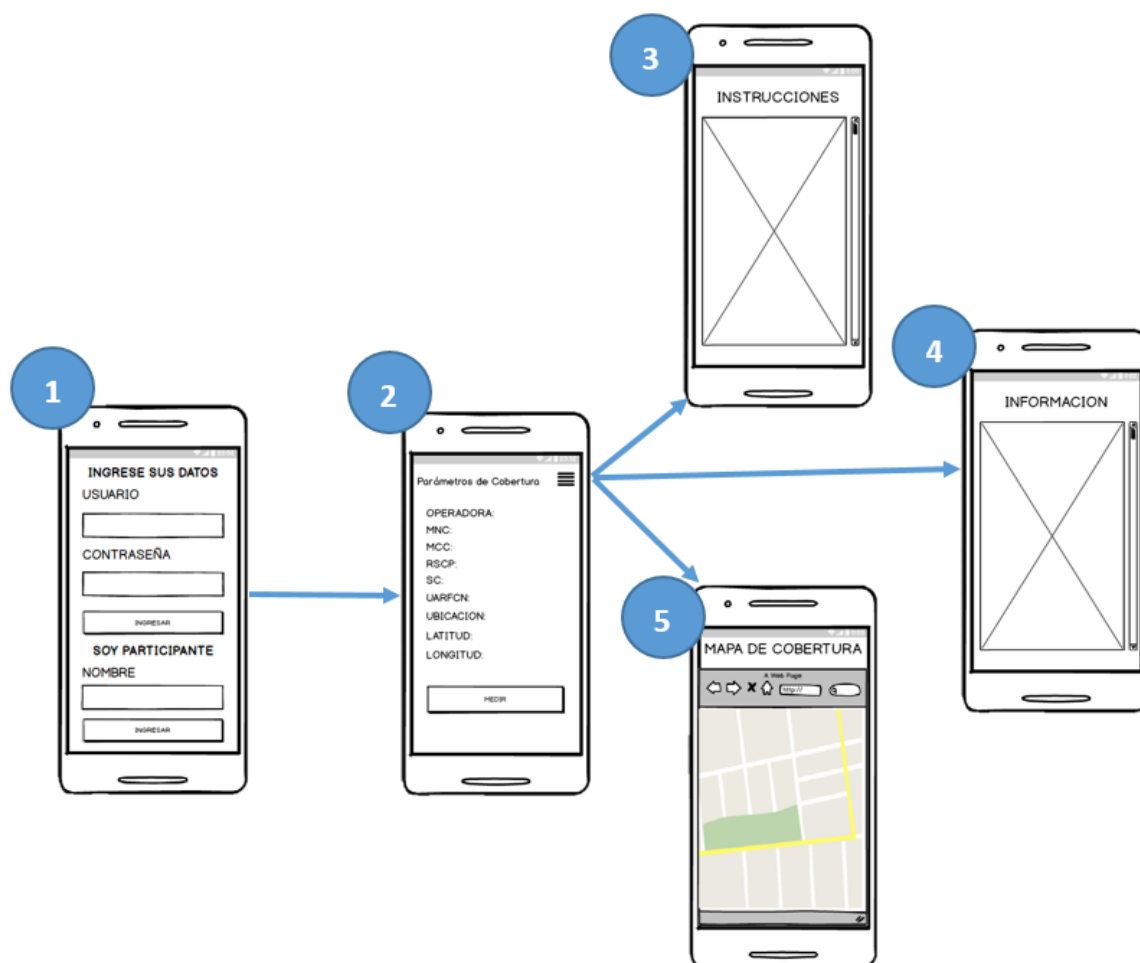 1
INGRESE SUS DATOS
USUARIO
CONTRASEÑA
INGRESAR
SOY PARTICIPANTE
NOMBRE
INGRESAR
2
Parámetros de Cobertura
OPERADORA:
MNC:
MCC:
RSCP:
SC:
UARFCN:
UBICACION:
LATITUD:
LONGITUD:
MEDIR
3
INSTRUCCIONES
4
INFORMACION
5
MAPA DE COBERTURA
A Web Page
http://